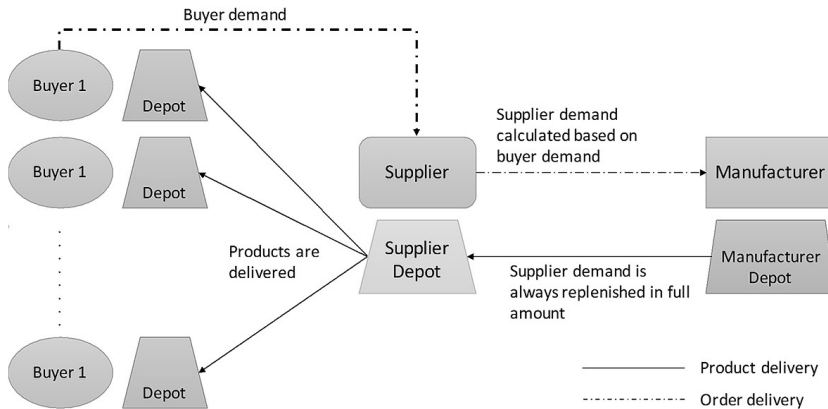 Buyer demand
Buyer 1
Depot
Supplier demand
calculated based on
buyer demand
Buyer 1
Depot
Supplier
Manufacturer
Products are
delivered
Supplier
Depot
Manufacturer
Depot
Supplier demand is
always replenished in full
amount
Buyer 1
Depot
Product delivery
Order delivery